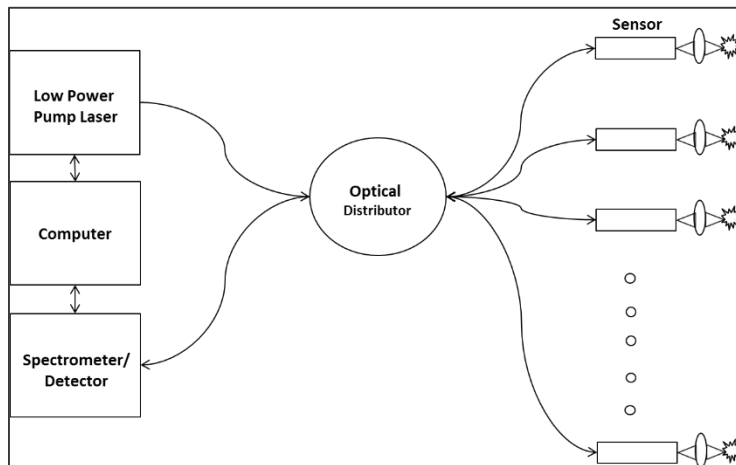 Sensor
Low Power
Pump Laser
Optical
Distributor
Computer
Spectrometer/
Detector